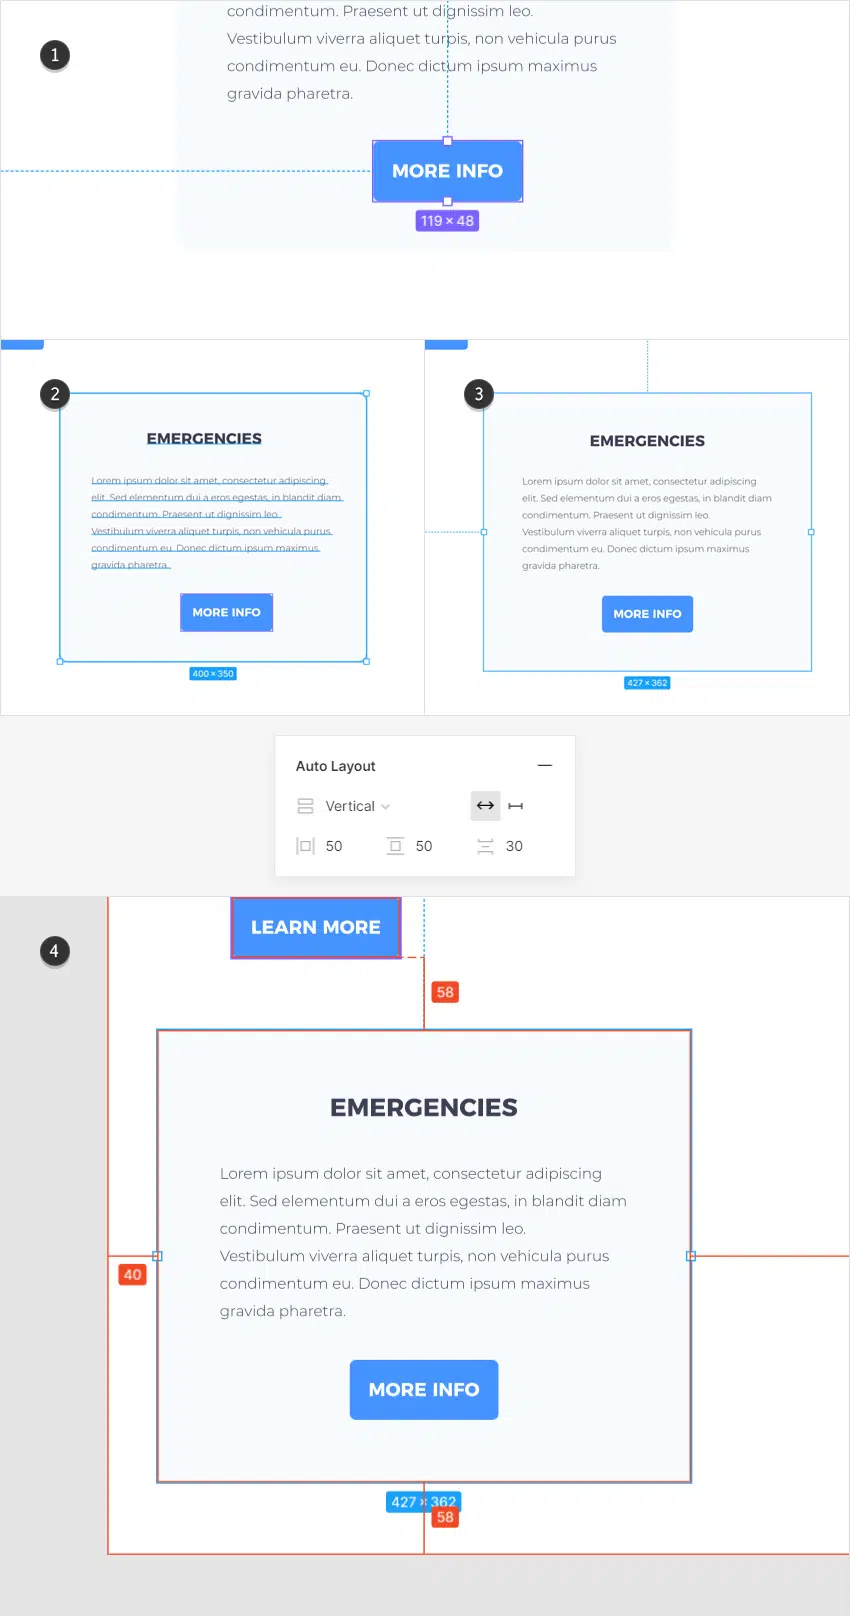 condimentum. Praesent ut dignissim leo.
1
Vestibulum viverra aliquet turpis, non vehicula purus
condimentum eu. Donec dictum ipsum maximus
gravida pharetra.
MORE INFO
119 × 48
2
EMERGENCIES
Lorem ipsum dolor sit amet, consectetur adipiscing
elit. Sed elementum dui a eros egestas, in blandit diam
condimentum. Praesent ut dignissim leo.
Vestibulum viverra aliquet turpis, non vehicula purus
condimentum eu. Donec dictum ipsum maximus
gravida pharetra.
MORE INFO
400 × 350
3
EMERGENCIES
Lorem ipsum dolor sit amet, consectetur adipiscing
elit. Sed elementum dui a eros egestas, in blandit diam
condimentum. Praesent ut dignissim leo.
Vestibulum viverra aliquet turpis, non vehicula purus
condimentum eu. Donec dictum ipsum maximus
gravida pharetra.
MORE INFO
427 × 362
Auto Layout
Vertical
50 50 30
LEARN MORE
4
58
EMERGENCIES
Lorem ipsum dolor sit amet, consectetur adipiscing
elit. Sed elementum dui a eros egestas, in blandit diam
condimentum. Praesent ut dignissim leo.
Vestibulum viverra aliquet turpis, non vehicula purus
40
condimentum eu. Donec dictum ipsum maximus
gravida pharetra.
MORE INFO
427 × 362
58